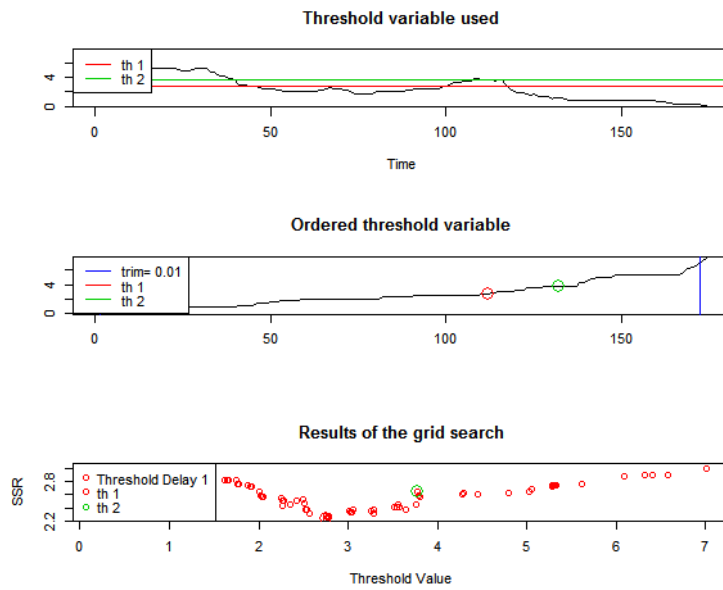 Threshold variable used
th 1
th 2
0 4
0 50 100 150
Time
Ordered threshold variable
trim= 0.01
th 1
th 2
0 4
0 50 100 150
Results of the grid search
SSR
2.2 2.8
Threshold Delay 1
th 1
th 2
0 1 2 3 4 5 6 7
Threshold Value